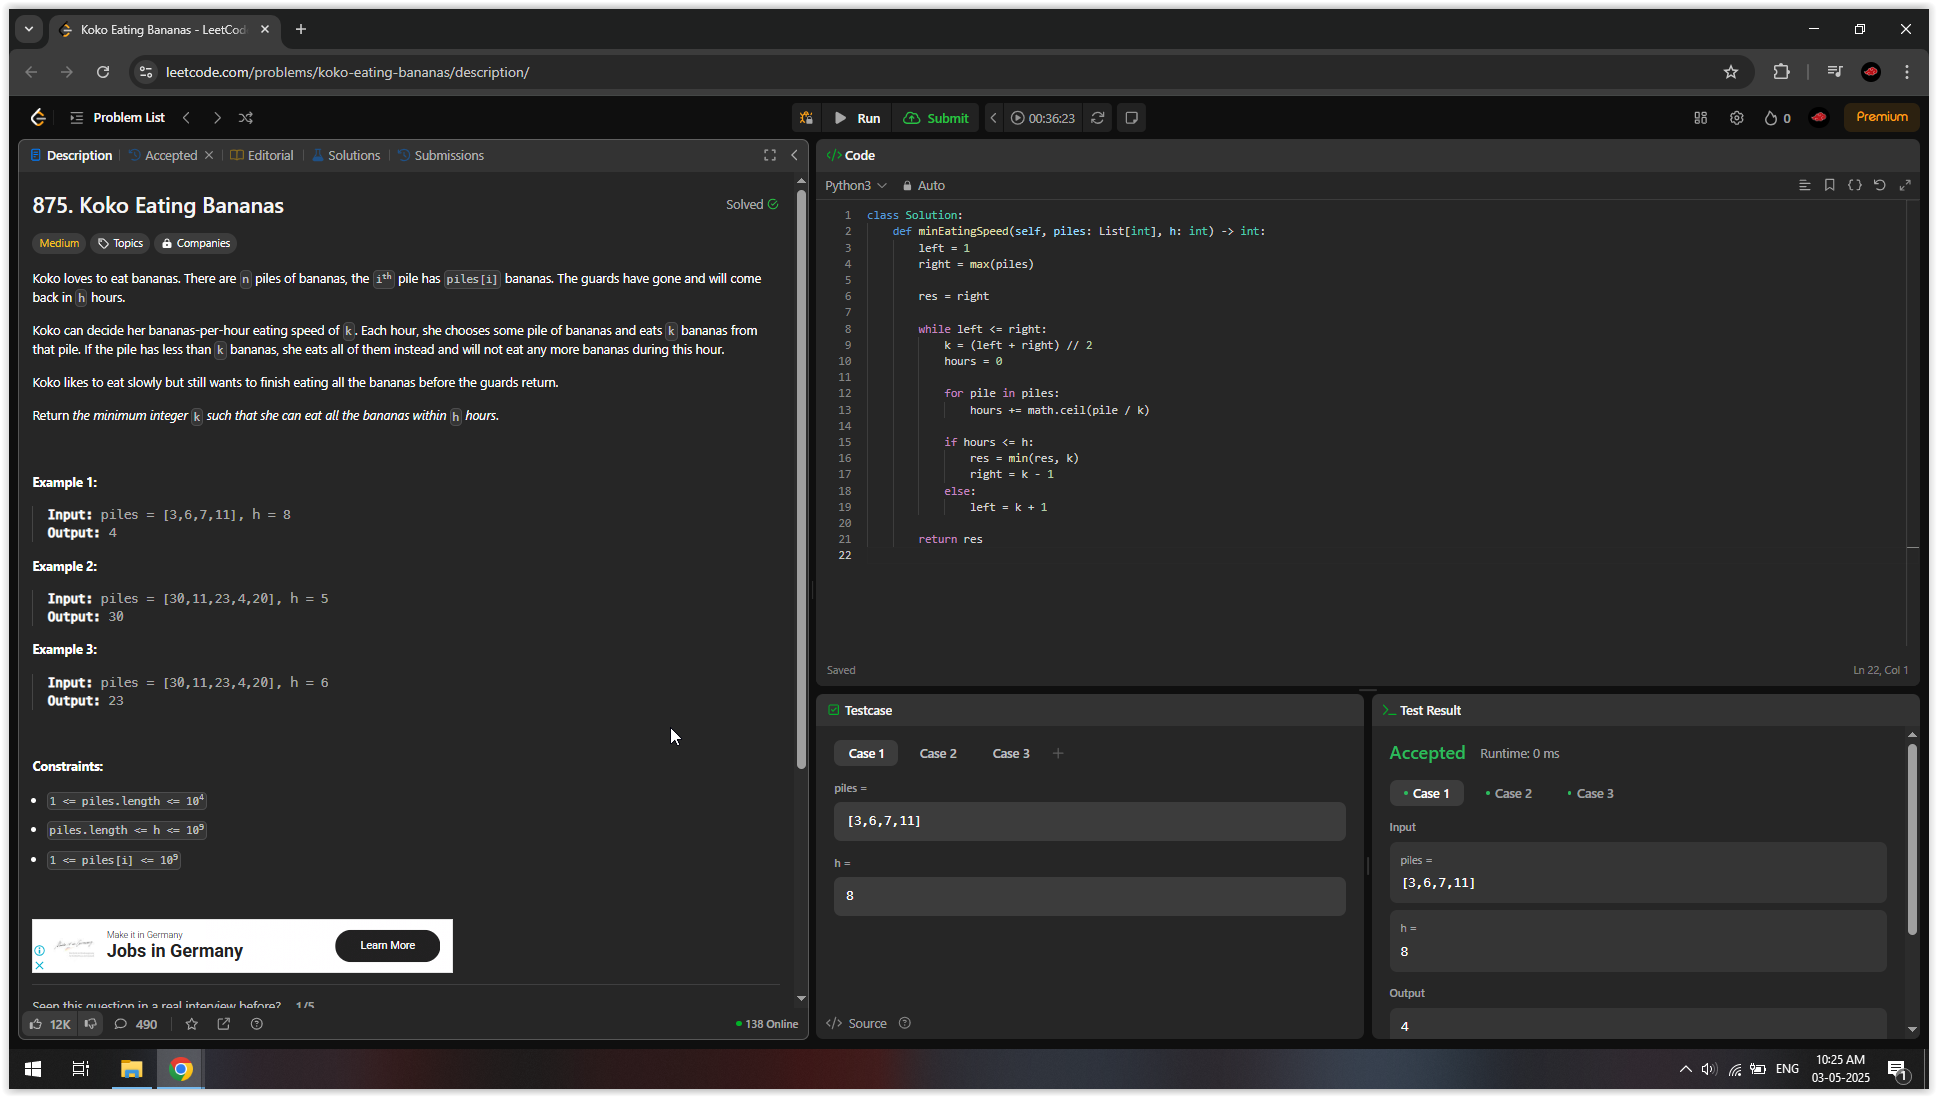 Koko Eating Bananas - LeetCod
leetcode.com/problems/koko-eating-bananas/description/
Problem List
Run
Submit
00:36:23
0
Premium
Description
Accepted
Editorial
Solutions
Submissions
875. Koko Eating Bananas
Solved
Medium
Topics
Companies
Koko loves to eat bananas. There are n piles of bananas, the ith pile has piles[i] bananas. The guards have gone and will come
back in h hours.
Koko can decide her bananas-per-hour eating speed of k. Each hour, she chooses some pile of bananas and eats k bananas from
that pile. If the pile has less than k bananas, she eats all of them instead and will not eat any more bananas during this hour.
Koko likes to eat slowly but still wants to finish eating all the bananas before the guards return.
Return the minimum integer k such that she can eat all the bananas within h hours.
Example 1:
Input: piles = [3,6,7,11], h = 8
Output: 4
Example 2:
Input: piles = [30,11,23,4,20], h = 5
Output: 30
Example 3:
Input: piles = [30,11,23,4,20], h = 6
Output: 23
Constraints:
1 <= piles.length <= 10^4
piles.length <= h <= 10^9
1 <= piles[i] <= 10^9
Make it in Germany
Jobs in Germany
Learn More
Seen this question in a real interview before? 1/5
12K
490
138 Online
</> Code
Python3
Auto
1 class Solution:
2 def minEatingSpeed(self, piles: List[int], h: int) -> int:
3 left = 1
4 right = max(piles)
5
6 res = right
7
8 while left <= right:
9 k = (left + right) // 2
10 hours = 0
11
12 for pile in piles:
13 hours += math.ceil(pile / k)
14
15 if hours <= h:
16 res = min(res, k)
17 right = k - 1
18 else:
19 left = k + 1
20
21 return res
22
Saved
Ln 22, Col 1
Testcase
Case 1
Case 2
Case 3
piles =
[3,6,7,11]
h =
8
</> Source
Test Result
Accepted
Runtime: 0 ms
Case 1
Case 2
Case 3
Input
piles =
[3,6,7,11]
h =
8
Output
4
ENG
10:25 AM
03-05-2025
1